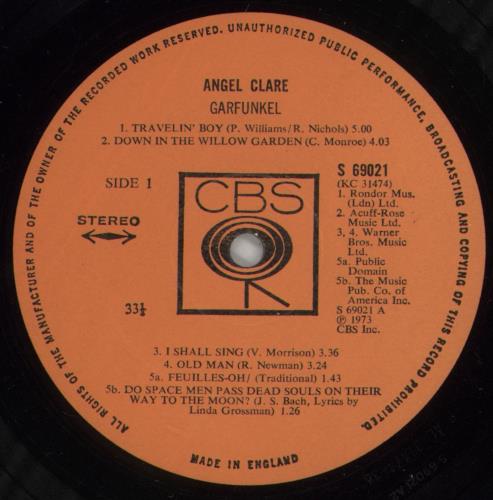 ALL RIGHTS OF THE MANUFACTURER AND OF THE OWNER OF THE RECORDED WORK RESERVED. UNAUTHORIZED PUBLIC PERFORMANCE, BROADCASTING AND COPYING OF THIS RECORD PROHIBITED.
ANGEL CLARE
GARFUNKEL
1. TRAVELIN' BOY (P. Williams/R. Nichols) 5.00
2. DOWN IN THE WILLOW GARDEN (C. Monroe) 4.03
SIDE 1
STEREO
33⅓
CBS
S 69021
(KC 31474)
1. Rondor Mus.
(Ldn) Ltd.
2. Acuff-Rose
Music Ltd.
3, 4. Warner
Bros. Music
Ltd.
5a. Public
Domain
5b. The Music
Pub. Co. of
America Inc.
S 69021 A
℗ 1973
CBS Inc.
3. I SHALL SING (V. Morrison) 3.36
4. OLD MAN (R. Newman) 3.24
5a. FEUILLES-OH/ (Traditional) 1.43
5b. DO SPACE MEN PASS DEAD SOULS ON THEIR
WAY TO THE MOON? (J. S. Bach, Lyrics by
Linda Grossman) 1.26
MADE IN ENGLAND